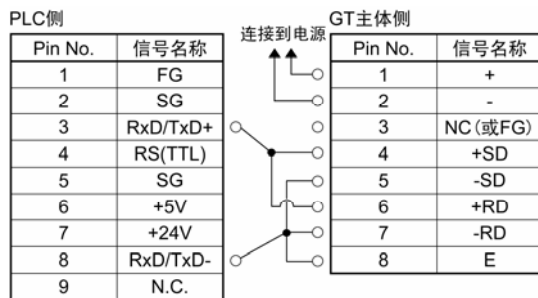 PLC侧
连接到电源
GT主体侧
Pin No. 信号名称
1 FG
2 SG
3 RxD/TxD+
4 RS(TTL)
5 SG
6 +5V
7 +24V
8 RxD/TxD-
9 N.C.
Pin No. 信号名称
1 +
2 -
3 NC(或FG)
4 +SD
5 -SD
6 +RD
7 -RD
8 E